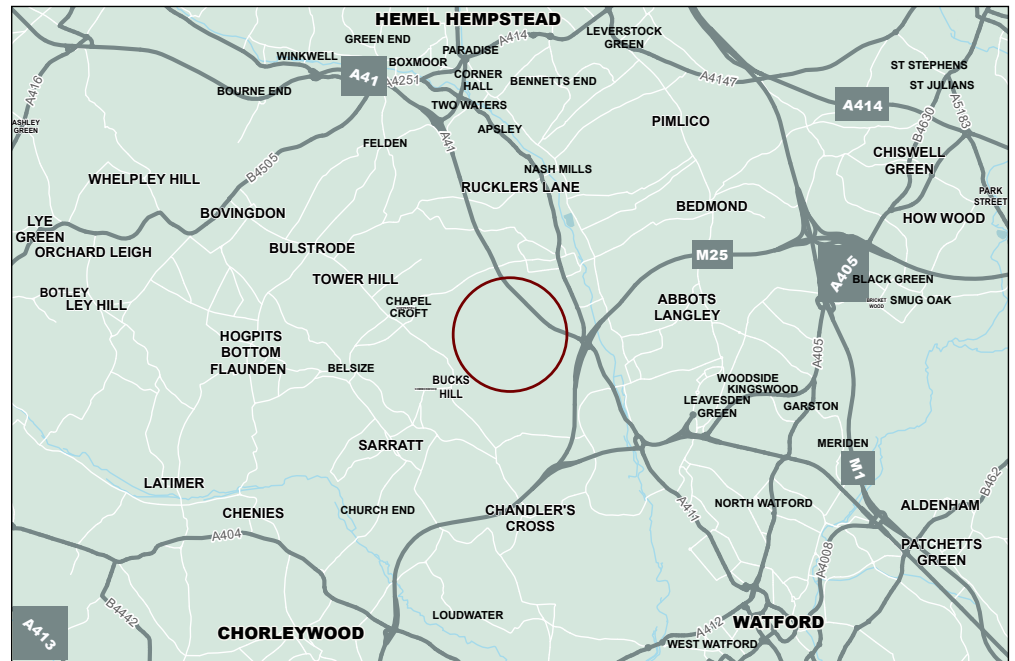 HEMEL HEMPSTEAD
GREEN END
A414
LEVERSTOCK
GREEN
PARADISE
WINKWELL
BOXMOOR
ST STEPHENS
A41
A4251
CORNER
HALL
BENNETTS END
A4147
ST JULIANS
A416
BOURNE END
TWO WATERS
A414
A5183
B4630
ASHLEY
GREEN
APSLEY
PIMLICO
A41
FELDEN
CHISWELL
GREEN
B4505
NASH MILLS
WHELPLEY HILL
RUCKLERS LANE
PARK
STREET
BEDMOND
BOVINGDON
HOW WOOD
LYE
GREEN
ORCHARD LEIGH
BULSTRODE
M25
A405
TOWER HILL
BLACK GREEN
BOTLEY
LEY HILL
CHAPEL
CROFT
ABBOTS
LANGLEY
BRICKET
WOOD
SMUG OAK
HOGPITS
BOTTOM
FLAUNDEN
A405
BELSIZE
BUCKS
HILL
WOODSIDE
KINGSWOOD
LEAVESDEN
GREEN
GARSTON
SARRATT
MERIDEN
M1
LATIMER
B462
CHENIES
CHURCH END
CHANDLER'S
CROSS
A411
NORTH WATFORD
ALDENHAM
A404
PATCHETTS
GREEN
A4008
B4442
LOUDWATER
A413
CHORLEYWOOD
A412
WATFORD
WEST WATFORD